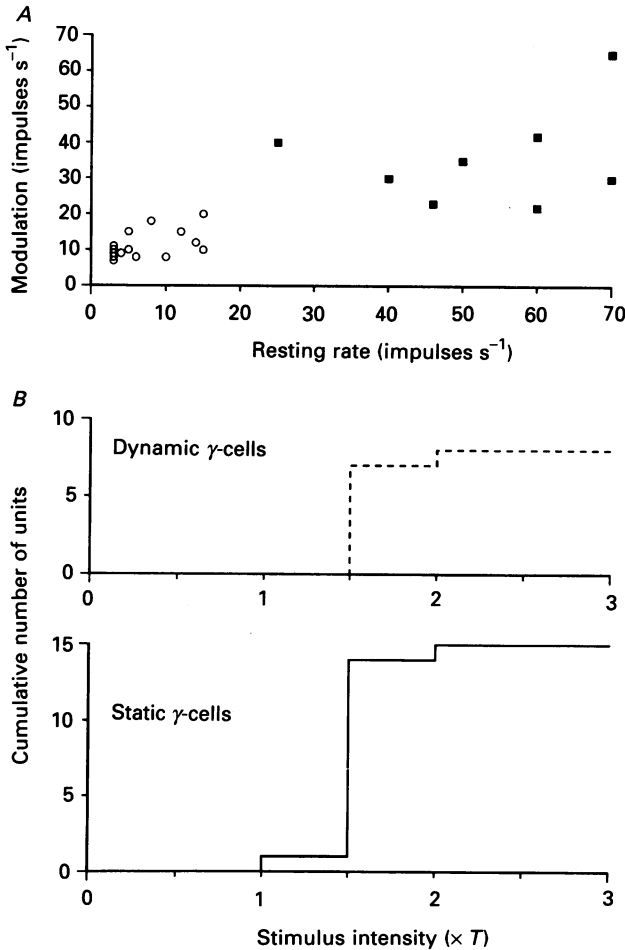 A
Modulation (impulses s⁻¹)
70
60
50
40
30
20
10
0
0 10 20 30 40 50 60 70
Resting rate (impulses s⁻¹)
B
Cumulative number of units
10
5
0
Dynamic γ-cells
0 1 2 3
15
10
5
0
Static γ-cells
0 1 2 3
Stimulus intensity (× T)